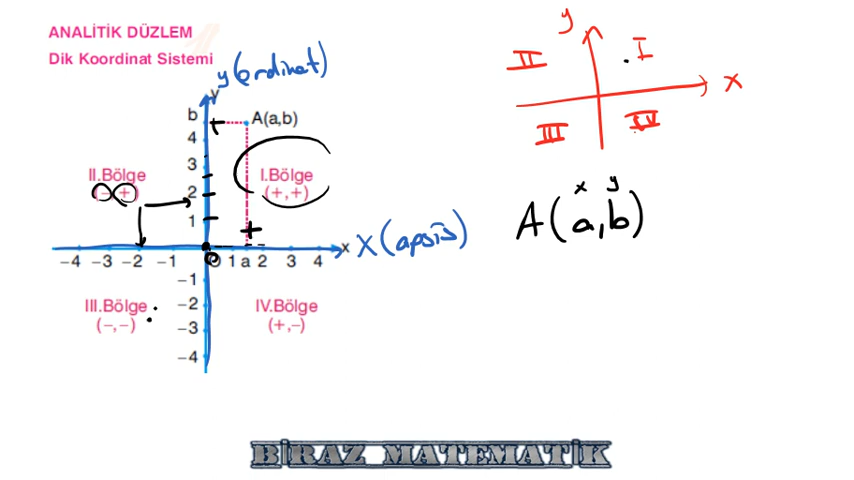 ANALİTİK DÜZLEM
Dik Koordinat Sistemi
y(ordinat)
y
b
A(a,b)
4
3
2
1
II.Bölge
(−,+)
I.Bölge
(+,+)
−4 −3 −2 −1 O 1 a 2 3 4 x
x(apsis)
−1
−2
−3
−4
III.Bölge
(−,−)
IV.Bölge
(+,−)
y
II I
x
III IV
x y
A(a,b)
BİRAZ MATEMATİK